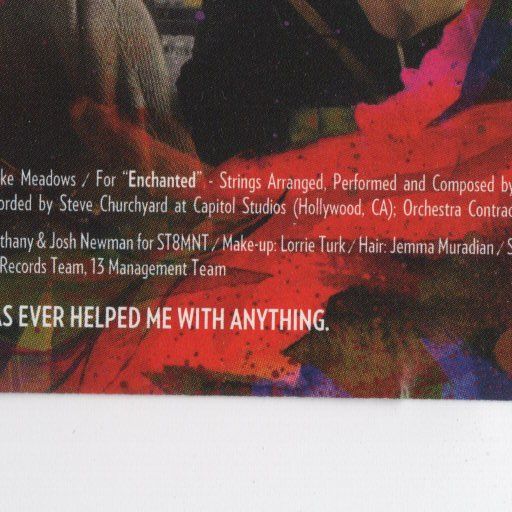 ke Meadows / For “Enchanted” - Strings Arranged, Performed and Composed by
orded by Steve Churchyard at Capitol Studios (Hollywood, CA); Orchestra Contrac
thany & Josh Newman for ST8MNT / Make-up: Lorrie Turk / Hair: Jemma Muradian / S
Records Team, 13 Management Team
AS EVER HELPED ME WITH ANYTHING.